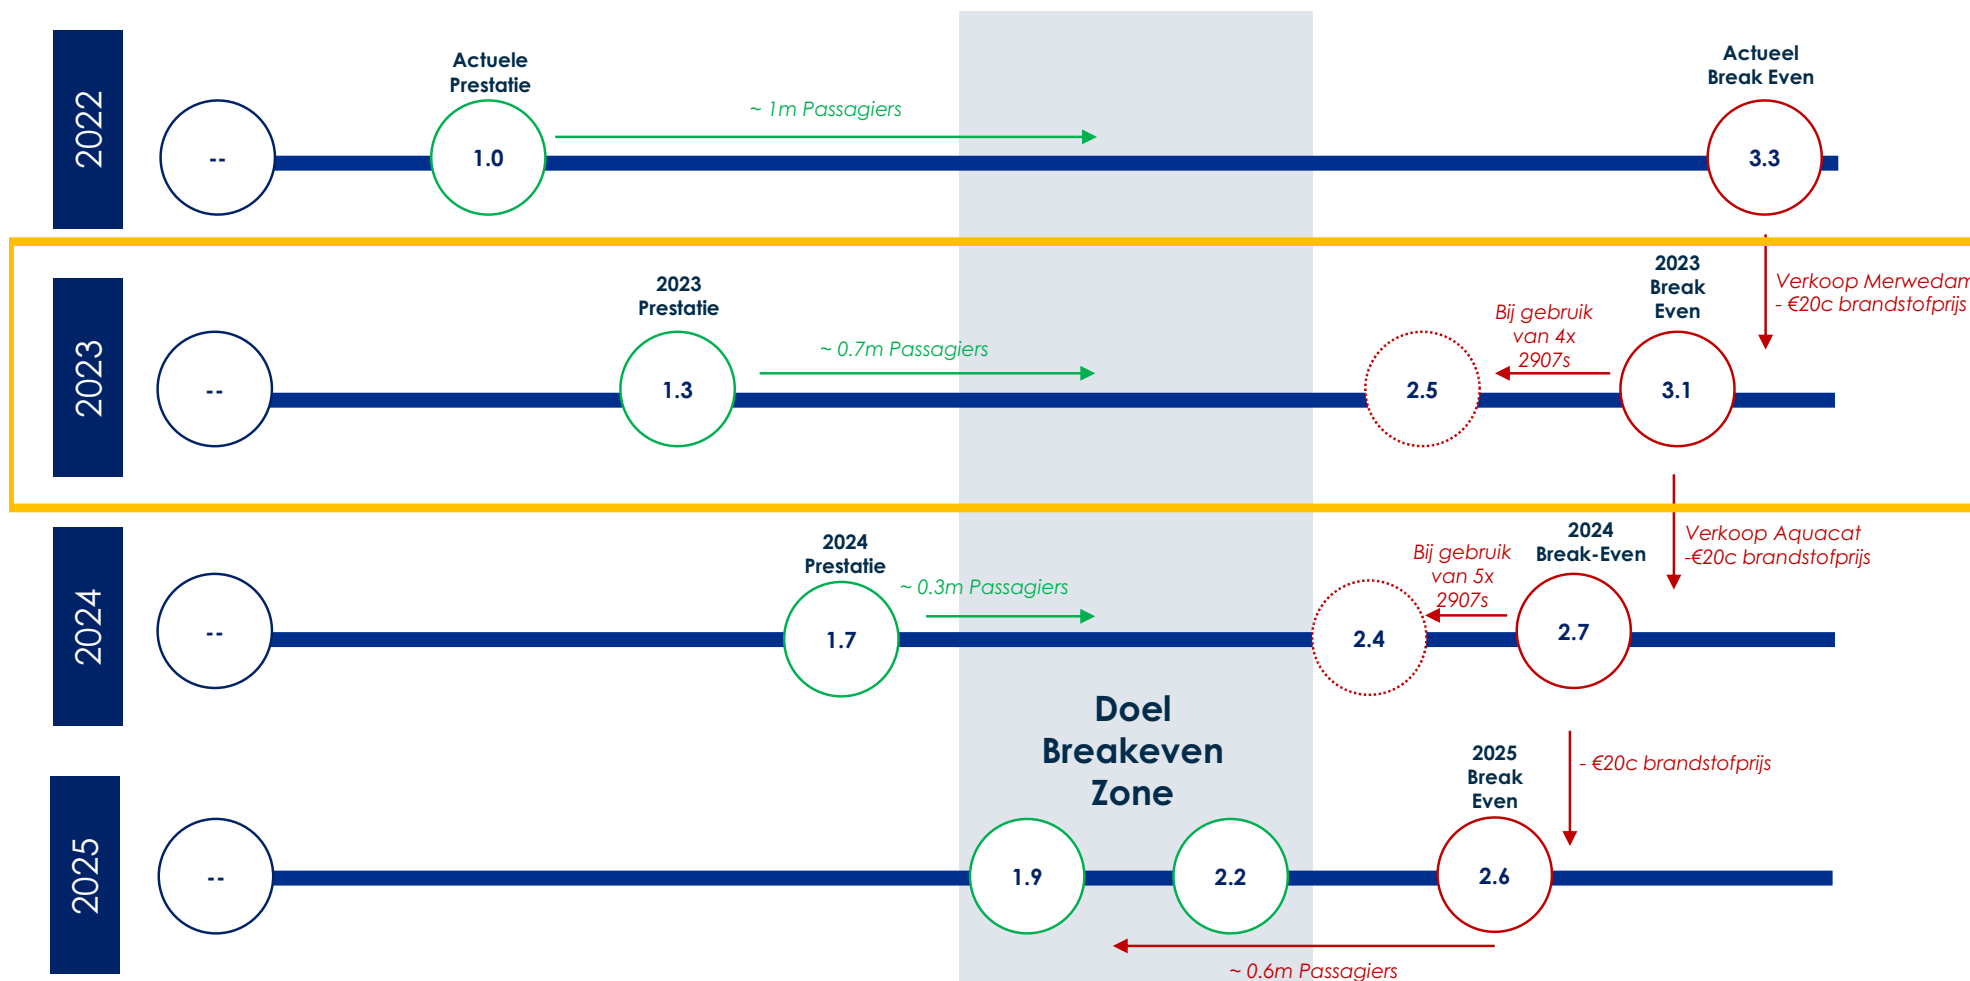 2022
Actuele
Prestatie
Actueel
Break Even
~ 1m Passagiers
--
1.0
3.3
Verkoop Merwedam
- €20c brandstofprijs
2023
2023
Prestatie
2023
Break
Even
~ 0.7m Passagiers
Bij gebruik
van 4x
2907s
--
1.3
2.5
3.1
Verkoop Aquacat
-€20c brandstofprijs
2024
2024
Prestatie
2024
Break-Even
~ 0.3m Passagiers
Bij gebruik
van 5x
2907s
--
1.7
2.4
2.7
Doel
Breakeven
Zone
- €20c brandstofprijs
2025
2025
Break
Even
--
1.9
2.2
2.6
~ 0.6m Passagiers